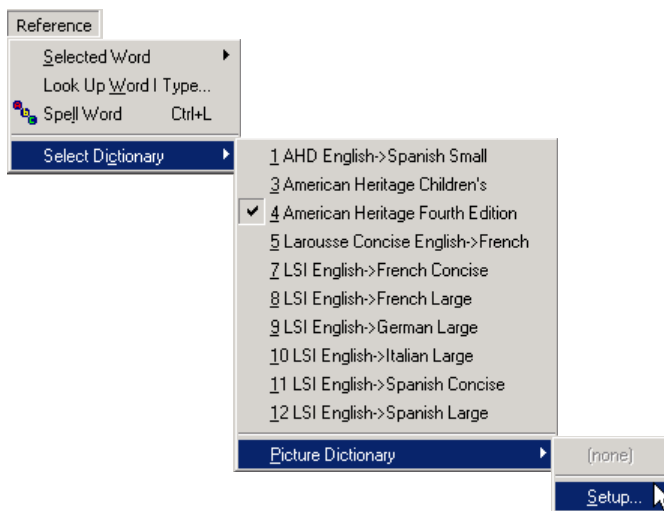 Reference
Selected Word
Look Up Word I Type...
Spell Word Ctrl+L
Select Dictionary
1 AHD English->Spanish Small
3 American Heritage Children's
4 American Heritage Fourth Edition
5 Larousse Concise English->French
7 LSI English->French Concise
8 LSI English->French Large
9 LSI English->German Large
10 LSI English->Italian Large
11 LSI English->Spanish Concise
12 LSI English->Spanish Large
Picture Dictionary
(none)
Setup...